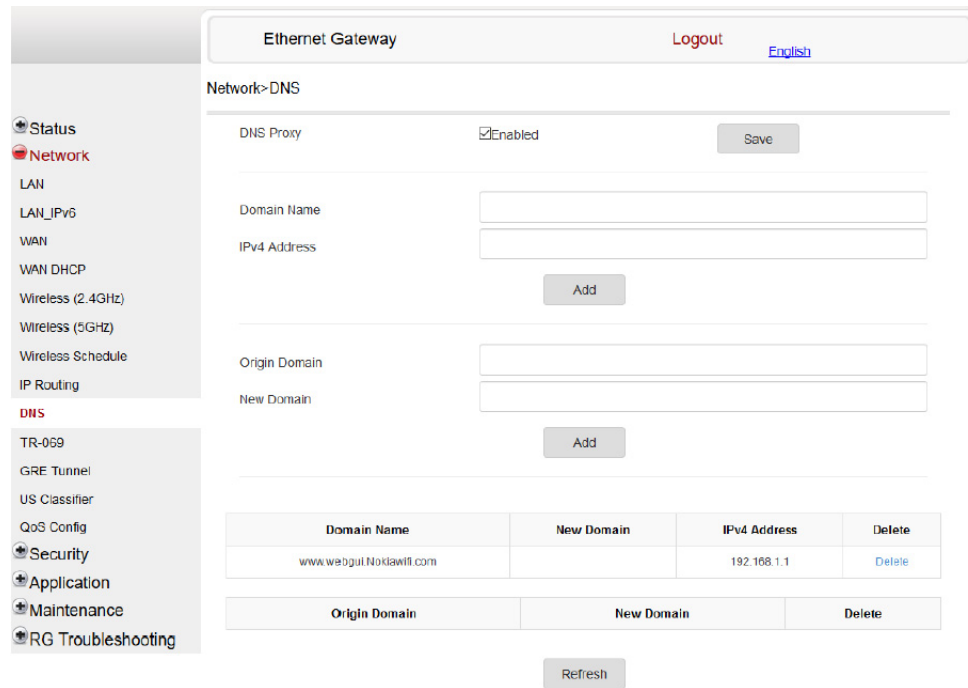 Ethernet Gateway Logout English
Network>DNS
Status
Network
LAN
LAN_IPv6
WAN
WAN DHCP
Wireless (2.4GHz)
Wireless (5GHz)
Wireless Schedule
IP Routing
DNS
TR-069
GRE Tunnel
US Classifier
QoS Config
Security
Application
Maintenance
RG Troubleshooting
DNS Proxy Enabled Save
Domain Name
IPv4 Address
Add
Origin Domain
New Domain
Add
Domain Name New Domain IPv4 Address Delete
www.webgui.Nokiawifi.com 192.168.1.1 Delete
Origin Domain New Domain Delete
Refresh